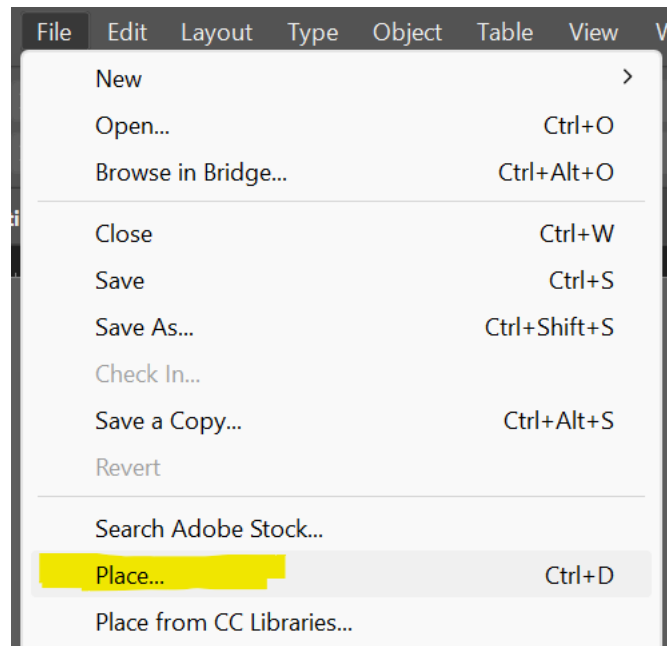 File Edit Layout Type Object Table View
New
Open... Ctrl+O
Browse in Bridge... Ctrl+Alt+O
Close Ctrl+W
Save Ctrl+S
Save As... Ctrl+Shift+S
Check In...
Save a Copy... Ctrl+Alt+S
Revert
Search Adobe Stock...
Place... Ctrl+D
Place from CC Libraries...